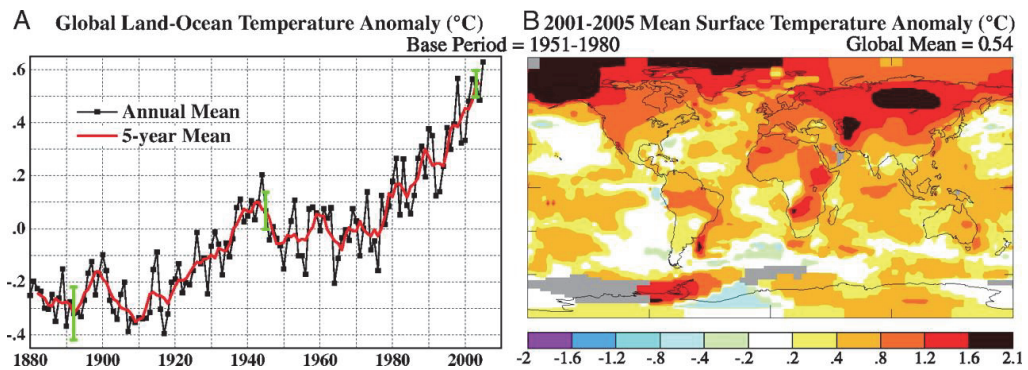 A Global Land-Ocean Temperature Anomaly (°C)
B 2001-2005 Mean Surface Temperature Anomaly (°C)
Base Period = 1951-1980
Global Mean = 0.54
.6
.4
.2
.0
-.2
-.4
Annual Mean
5-year Mean
1880 1900 1920 1940 1960 1980 2000
-2 -1.6 -1.2 -.8 -.4 -.2 .2 .4 .8 1.2 1.6 2.1